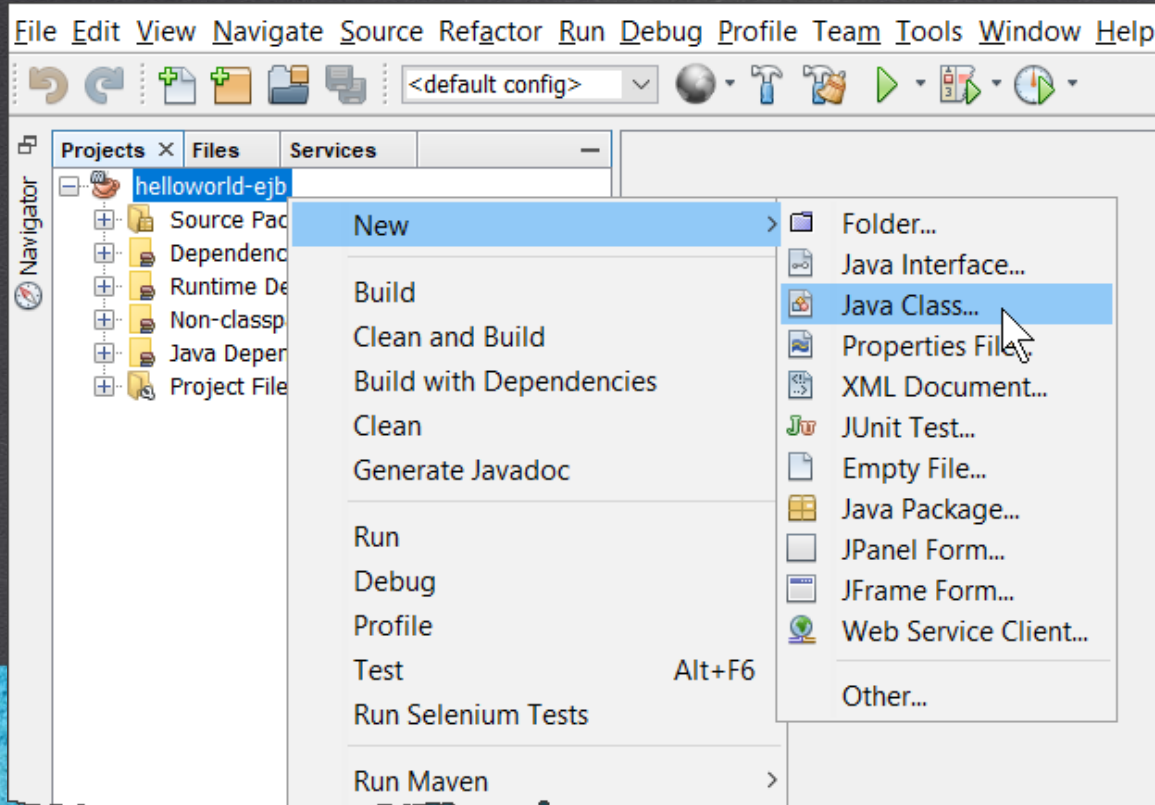 File Edit View Navigate Source Refactor Run Debug Profile Team Tools Window Help
<default config>
Projects Files Services
Navigator
helloworld-ejb
Source Pac
Dependenc
Runtime De
Non-classp
Java Depen
Project File
New
Build
Clean and Build
Build with Dependencies
Clean
Generate Javadoc
Run
Debug
Profile
Test Alt+F6
Run Selenium Tests
Run Maven
Folder...
Java Interface...
Java Class...
Properties File...
XML Document...
JUnit Test...
Empty File...
Java Package...
JPanel Form...
JFrame Form...
Web Service Client...
Other...